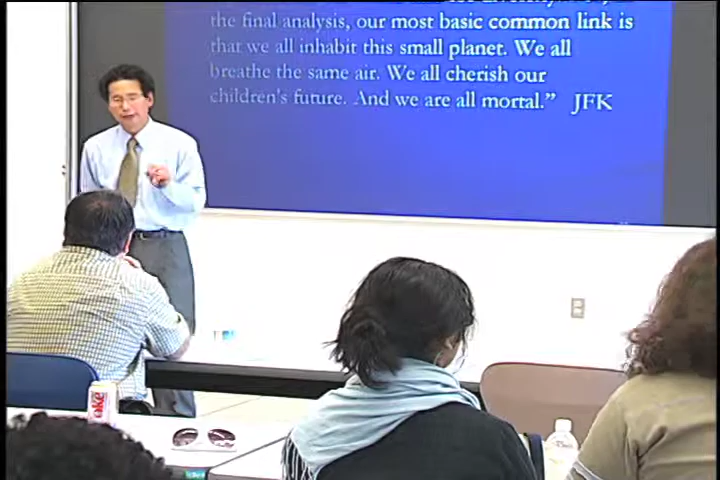 the final analysis, our most basic common link is
that we all inhabit this small planet. We all
breathe the same air. We all cherish our
children's future. And we are all mortal.” JFK
coke